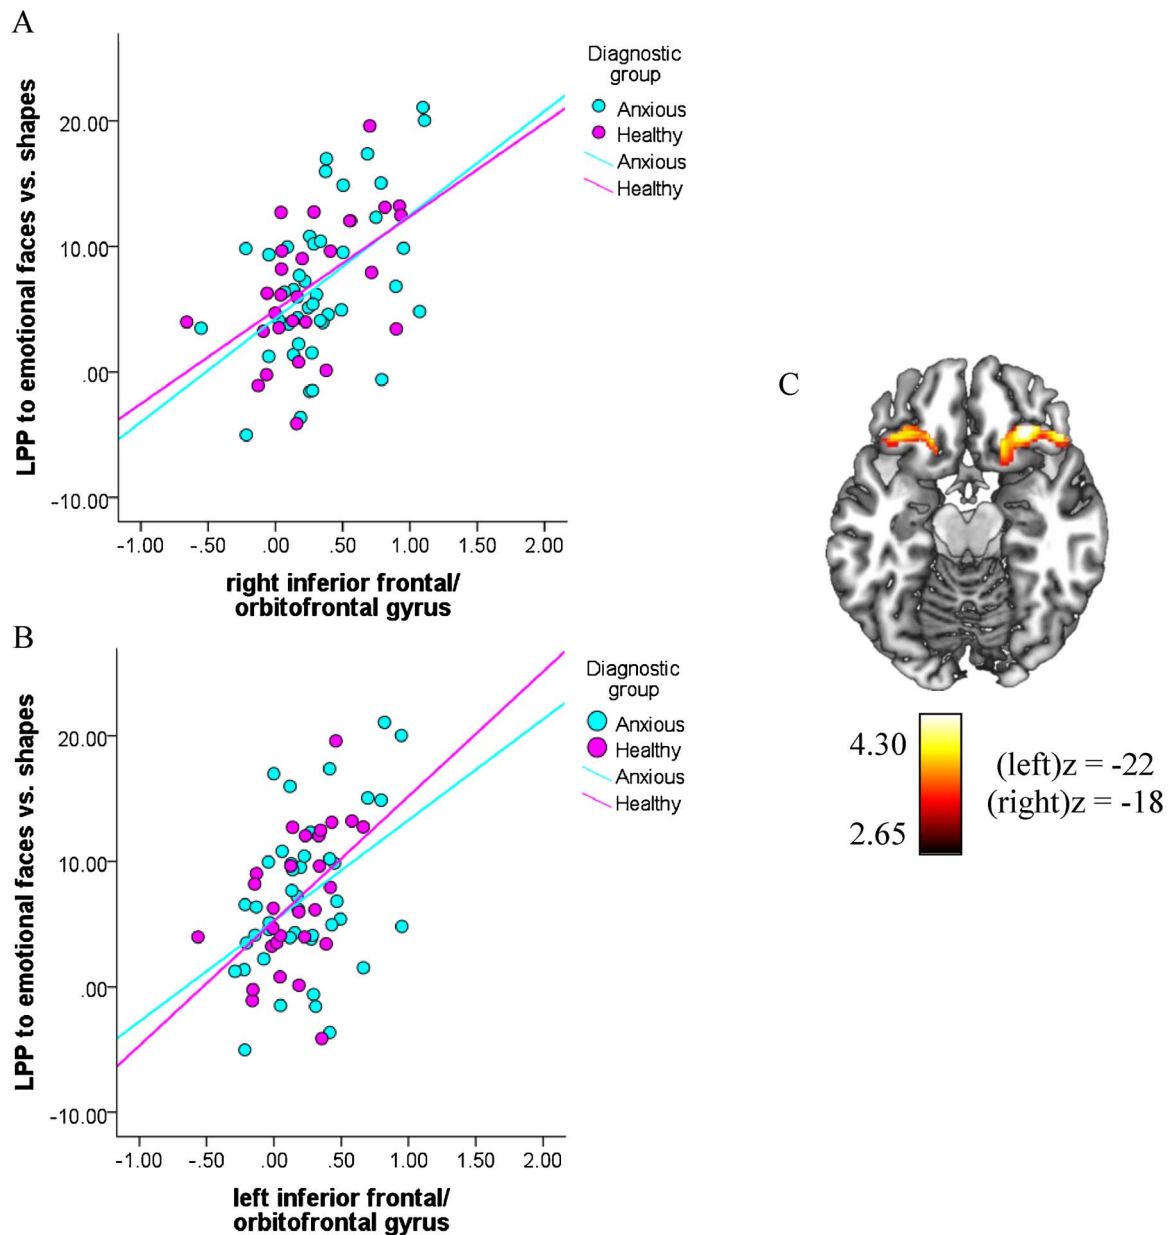 A
LPP to emotional faces vs. shapes
20.00
10.00
.00
-10.00
-1.00 -.50 .00 .50 1.00 1.50 2.00
right inferior frontal/
orbitofrontal gyrus
Diagnostic
group
Anxious
Healthy
Anxious
Healthy
B
LPP to emotional faces vs. shapes
20.00
10.00
.00
-10.00
-1.00 -.50 .00 .50 1.00 1.50 2.00
left inferior frontal/
orbitofrontal gyrus
Diagnostic
group
Anxious
Healthy
Anxious
Healthy
C
4.30
2.65
(left)z = -22
(right)z = -18